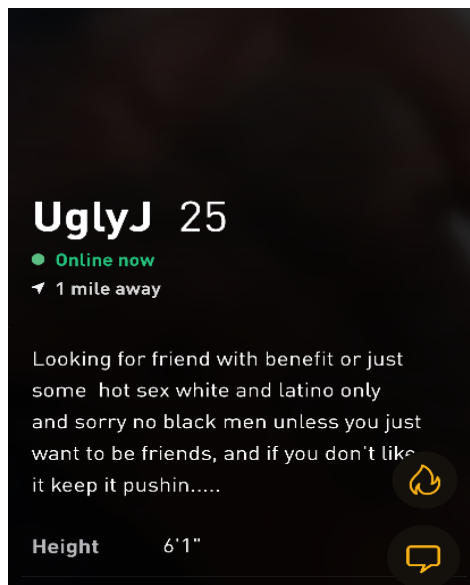 UglyJ 25
Online now
1 mile away
Looking for friend with benefit or just
some hot sex white and latino only
and sorry no black men unless you just
want to be friends, and if you don't like
it keep it pushin.....
Height 6'1"